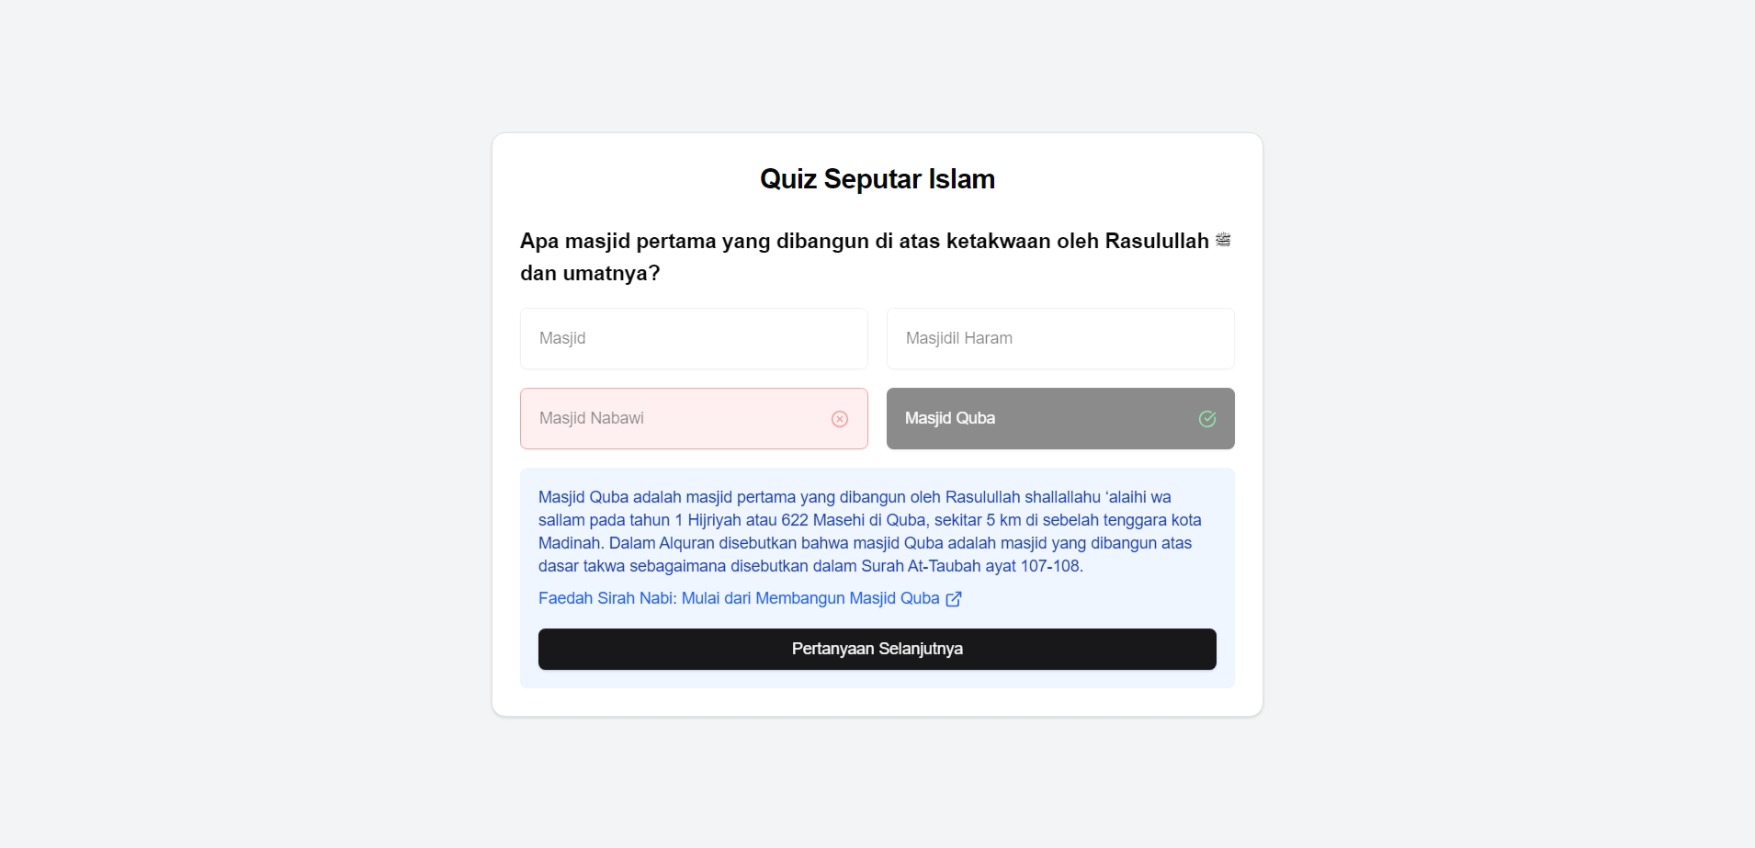 Quiz Seputar Islam
Apa masjid pertama yang dibangun di atas ketakwaan oleh Rasulullah ﷺ
dan umatnya?
Masjid
Masjidil Haram
Masjid Nabawi
Masjid Quba
Masjid Quba adalah masjid pertama yang dibangun oleh Rasulullah shallallahu ‘alaihi wa
sallam pada tahun 1 Hijriyah atau 622 Masehi di Quba, sekitar 5 km di sebelah tenggara kota
Madinah. Dalam Alquran disebutkan bahwa masjid Quba adalah masjid yang dibangun atas
dasar takwa sebagaimana disebutkan dalam Surah At-Taubah ayat 107-108.
Faedah Sirah Nabi: Mulai dari Membangun Masjid Quba
Pertanyaan Selanjutnya